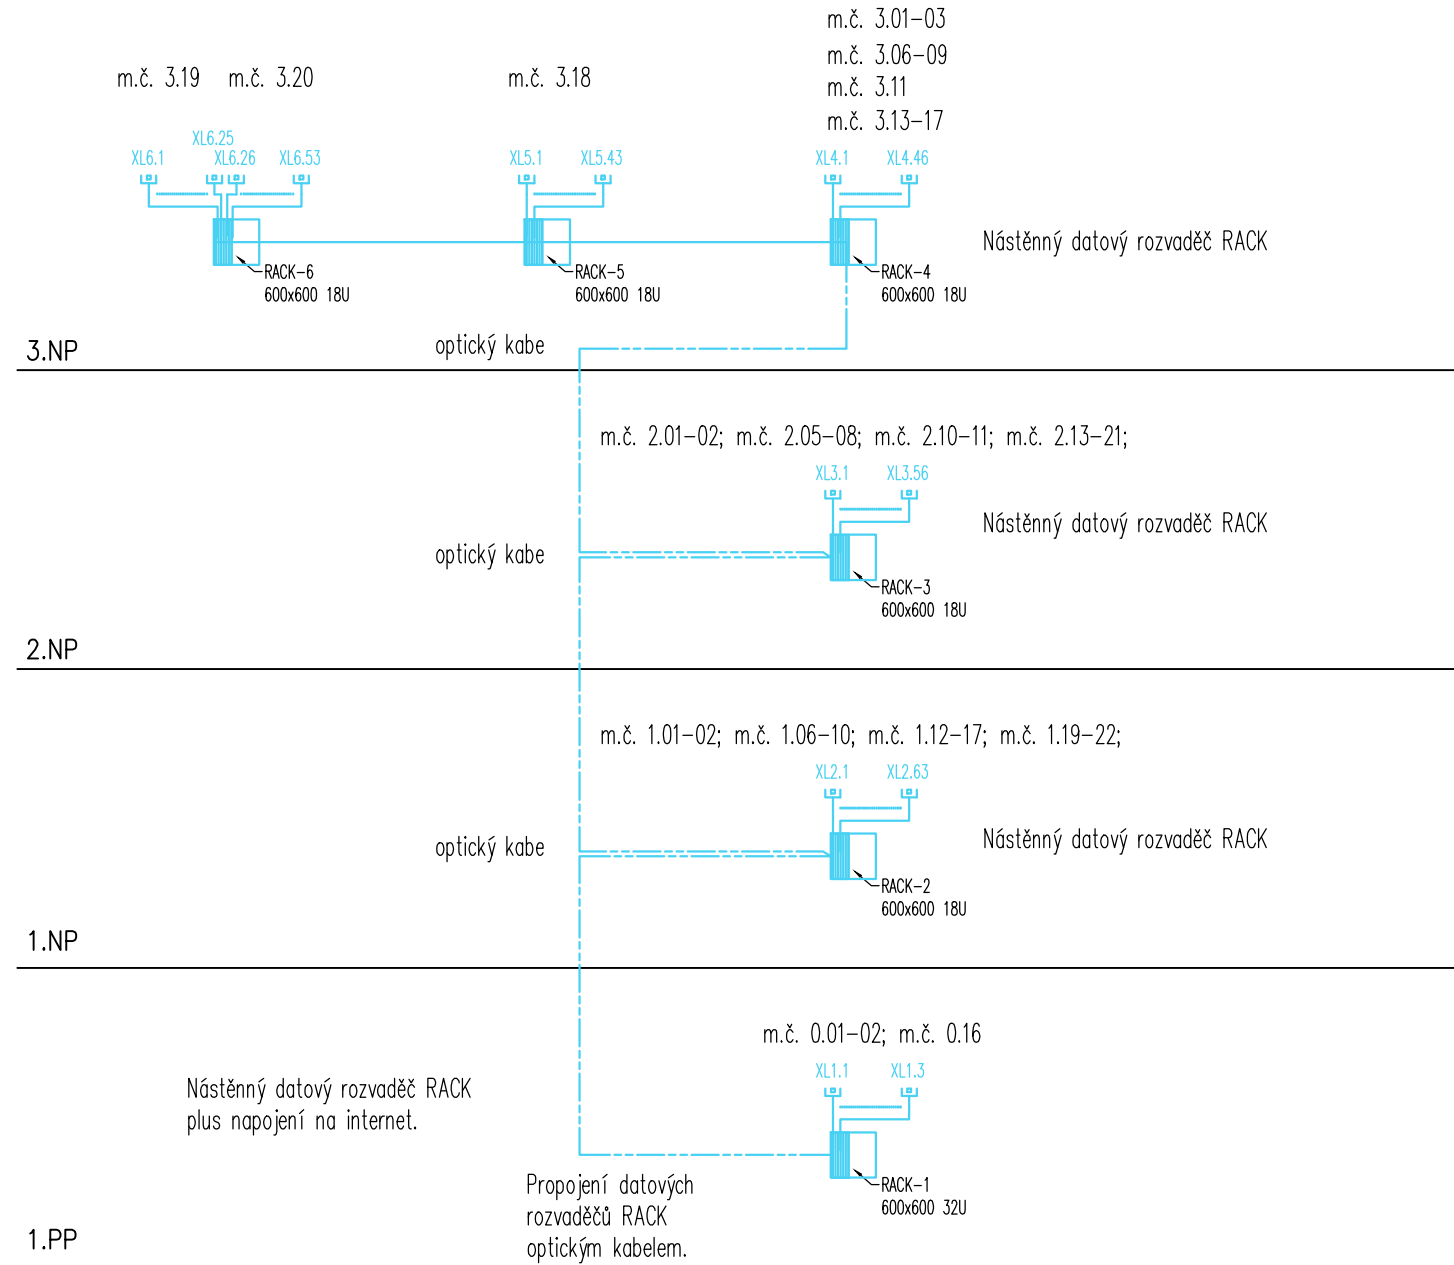 m.č. 3.01-03
m.č. 3.06-09
m.č. 3.11
m.č. 3.13-17
m.č. 3.19 m.č. 3.20
m.č. 3.18
XL6.25
XL6.1 XL6.26 XL6.53
XL5.1 XL5.43
XL4.1 XL4.46
Nástěnný datový rozvaděč RACK
RACK-6
600x600 18U
RACK-5
600x600 18U
RACK-4
600x600 18U
optický kabe
3.NP
m.č. 2.01-02; m.č. 2.05-08; m.č. 2.10-11; m.č. 2.13-21;
XL3.1 XL3.56
Nástěnný datový rozvaděč RACK
optický kabe
RACK-3
600x600 18U
2.NP
m.č. 1.01-02; m.č. 1.06-10; m.č. 1.12-17; m.č. 1.19-22;
XL2.1 XL2.63
Nástěnný datový rozvaděč RACK
optický kabe
RACK-2
600x600 18U
1.NP
m.č. 0.01-02; m.č. 0.16
XL1.1 XL1.3
Nástěnný datový rozvaděč RACK
plus napojení na internet.
RACK-1
600x600 32U
Propojení datových
rozvaděčů RACK
optickým kabelem.
1.PP